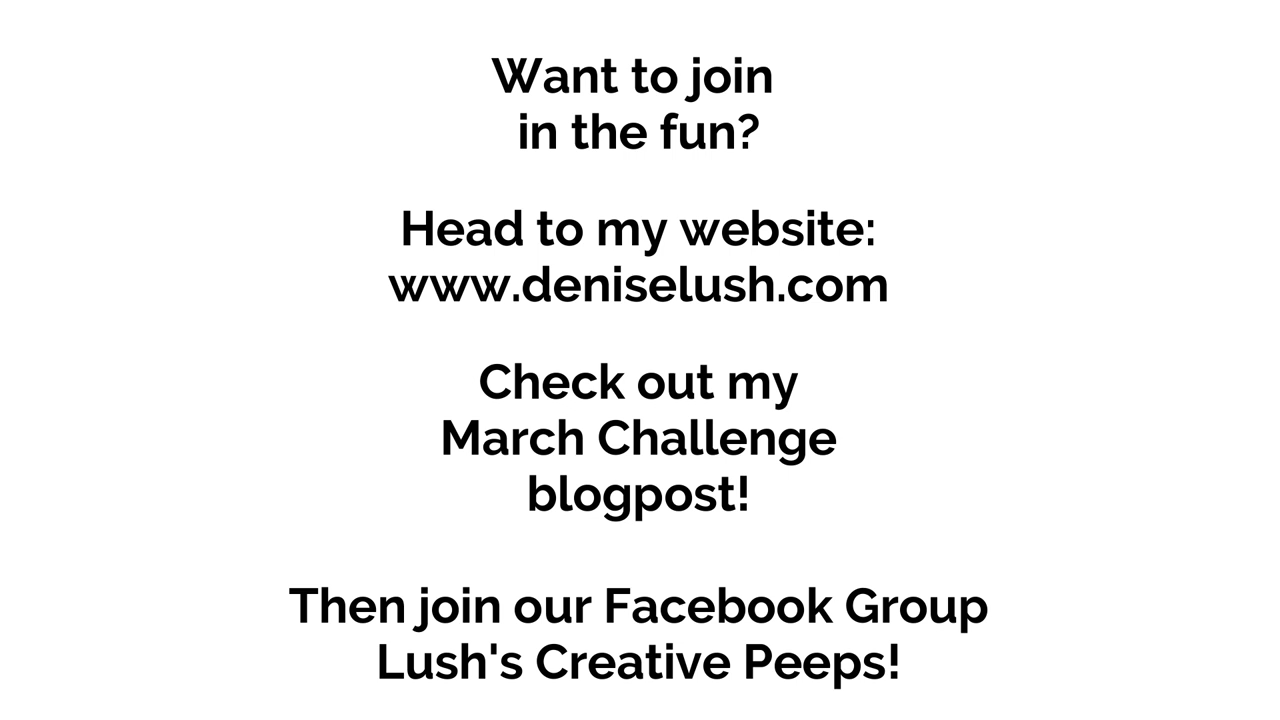 Want to join
in the fun?
Head to my website:
www.deniselush.com
Check out my
March Challenge
blogpost!
Then join our Facebook Group
Lush's Creative Peeps!